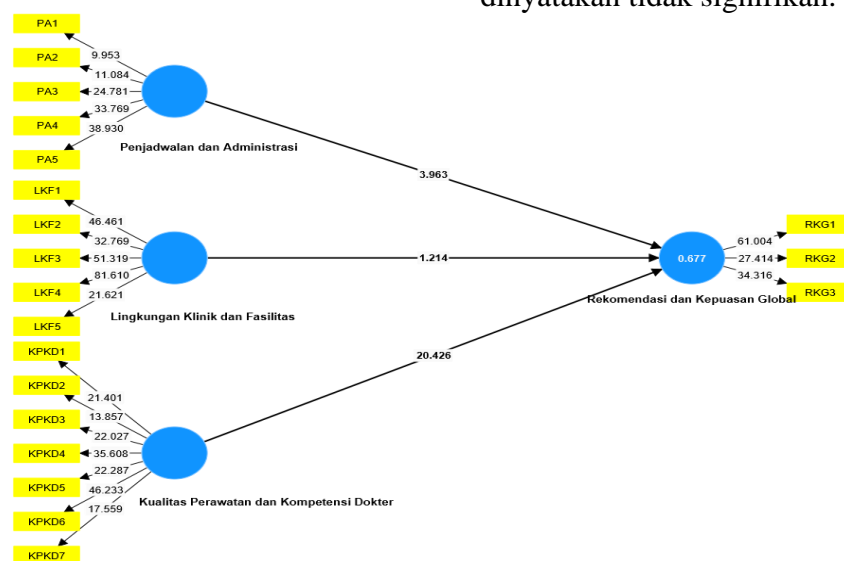 dinyatakan tidak signifikan.
PA1
PA2
PA3
PA4
PA5
9.953
11.084
24.781
33.769
38.930
Penjadwalan dan Administrasi
3.963
LKF1
LKF2
LKF3
LKF4
LKF5
46.461
32.769
51.319
81.610
21.621
Lingkungan Klinik dan Fasilitas
1.214
KPKD1
KPKD2
KPKD3
KPKD4
KPKD5
KPKD6
KPKD7
21.401
13.857
22.027
35.608
22.287
46.233
17.559
Kualitas Perawatan dan Kompetensi Dokter
20.426
0.677
Rekomendasi dan Kepuasan Global
61.004
27.414
34.316
RKG1
RKG2
RKG3